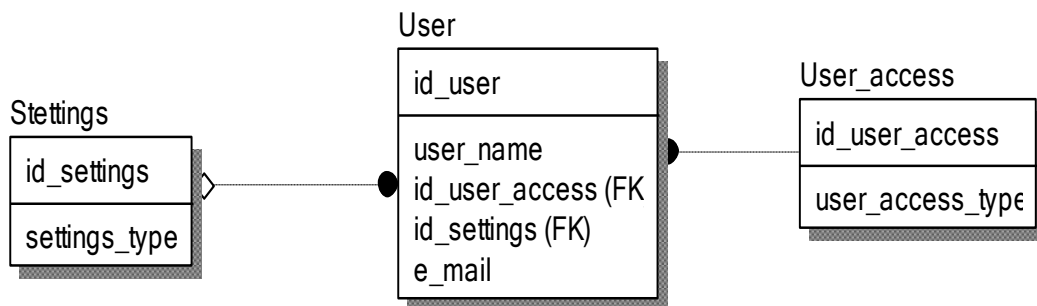 Stettings
id_settings
settings_type
User
id_user
user_name
id_user_access (FK
id_settings (FK)
e_mail
User_access
id_user_access
user_access_type